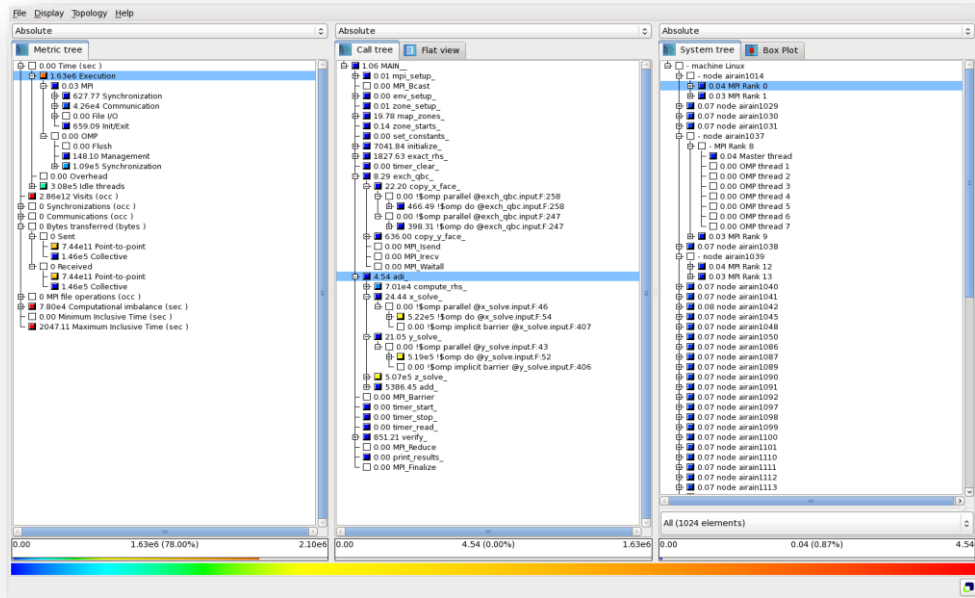 File Display Topology Help
Absolute
Metric tree
0.00 Time (sec )
1.63e6 Execution
0.03 MPI
627.77 Synchronization
4.26e4 Communication
0.00 File I/O
659.09 Init/Exit
0.00 OMP
0.00 Flush
148.10 Management
1.09e5 Synchronization
0.00 Overhead
3.08e5 Idle threads
2.86e12 Visits (occ )
0 Synchronizations (occ )
0 Communications (occ )
0 Bytes transferred (bytes )
0 Sent
7.44e11 Point-to-point
1.46e5 Collective
0 Received
7.44e11 Point-to-point
1.46e5 Collective
0 MPI file operations (occ )
7.80e4 Computational imbalance (sec )
0.00 Minimum Inclusive Time (sec )
2047.11 Maximum Inclusive Time (sec )
0.00 1.63e6 (78.00%) 2.10e6
Absolute
Call tree Flat view
1.06 MAIN__
0.01 mpi_setup_
0.00 MPI_Bcast
0.00 env_setup_
0.01 zone_setup_
19.78 map_zones_
0.14 zone_starts_
0.00 set_constants_
7041.84 initialize_
1827.63 exact_rhs_
0.00 timer_clear_
8.29 exch_qbc_
22.20 copy_x_face_
0.00 !$omp parallel @exch_qbc.input.F:258
466.49 !$omp do @exch_qbc.input.F:258
0.00 !$omp parallel @exch_qbc.input.F:247
398.31 !$omp do @exch_qbc.input.F:247
636.00 copy_y_face_
0.00 MPI_Isend
0.00 MPI_Irecv
0.00 MPI_Waitall
4.54 adi_
7.01e4 compute_rhs_
24.44 x_solve_
0.00 !$omp parallel @x_solve.input.F:46
5.22e5 !$omp do @x_solve.input.F:54
0.00 !$omp implicit barrier @x_solve.input.F:407
21.05 y_solve_
0.00 !$omp parallel @y_solve.input.F:43
5.19e5 !$omp do @y_solve.input.F:52
0.00 !$omp implicit barrier @y_solve.input.F:406
5.07e5 z_solve_
5386.45 add_
0.00 MPI_Barrier
0.00 timer_start_
0.00 timer_stop_
0.00 timer_read_
851.21 verify_
0.00 MPI_Reduce
0.00 print_results_
0.00 MPI_Finalize
0.00 4.54 (0.00%) 1.63e6
Absolute
System tree Box Plot
- machine Linux
- node airain1014
0.04 MPI Rank 0
0.03 MPI Rank 1
0.07 node airain1029
0.07 node airain1030
0.07 node airain1031
- node airain1037
- MPI Rank 8
0.04 Master thread
0.00 OMP thread 1
0.00 OMP thread 2
0.00 OMP thread 3
0.00 OMP thread 4
0.00 OMP thread 5
0.00 OMP thread 6
0.00 OMP thread 7
0.03 MPI Rank 9
0.07 node airain1038
- node airain1039
0.04 MPI Rank 12
0.03 MPI Rank 13
0.07 node airain1040
0.07 node airain1041
0.08 node airain1042
0.07 node airain1045
0.07 node airain1048
0.07 node airain1050
0.07 node airain1086
0.07 node airain1087
0.07 node airain1089
0.07 node airain1090
0.07 node airain1091
0.07 node airain1092
0.07 node airain1097
0.07 node airain1098
0.07 node airain1099
0.07 node airain1100
0.07 node airain1101
0.07 node airain1110
0.07 node airain1111
0.07 node airain1112
0.07 node airain1113
All (1024 elements)
0.00 0.04 (0.87%) 4.54